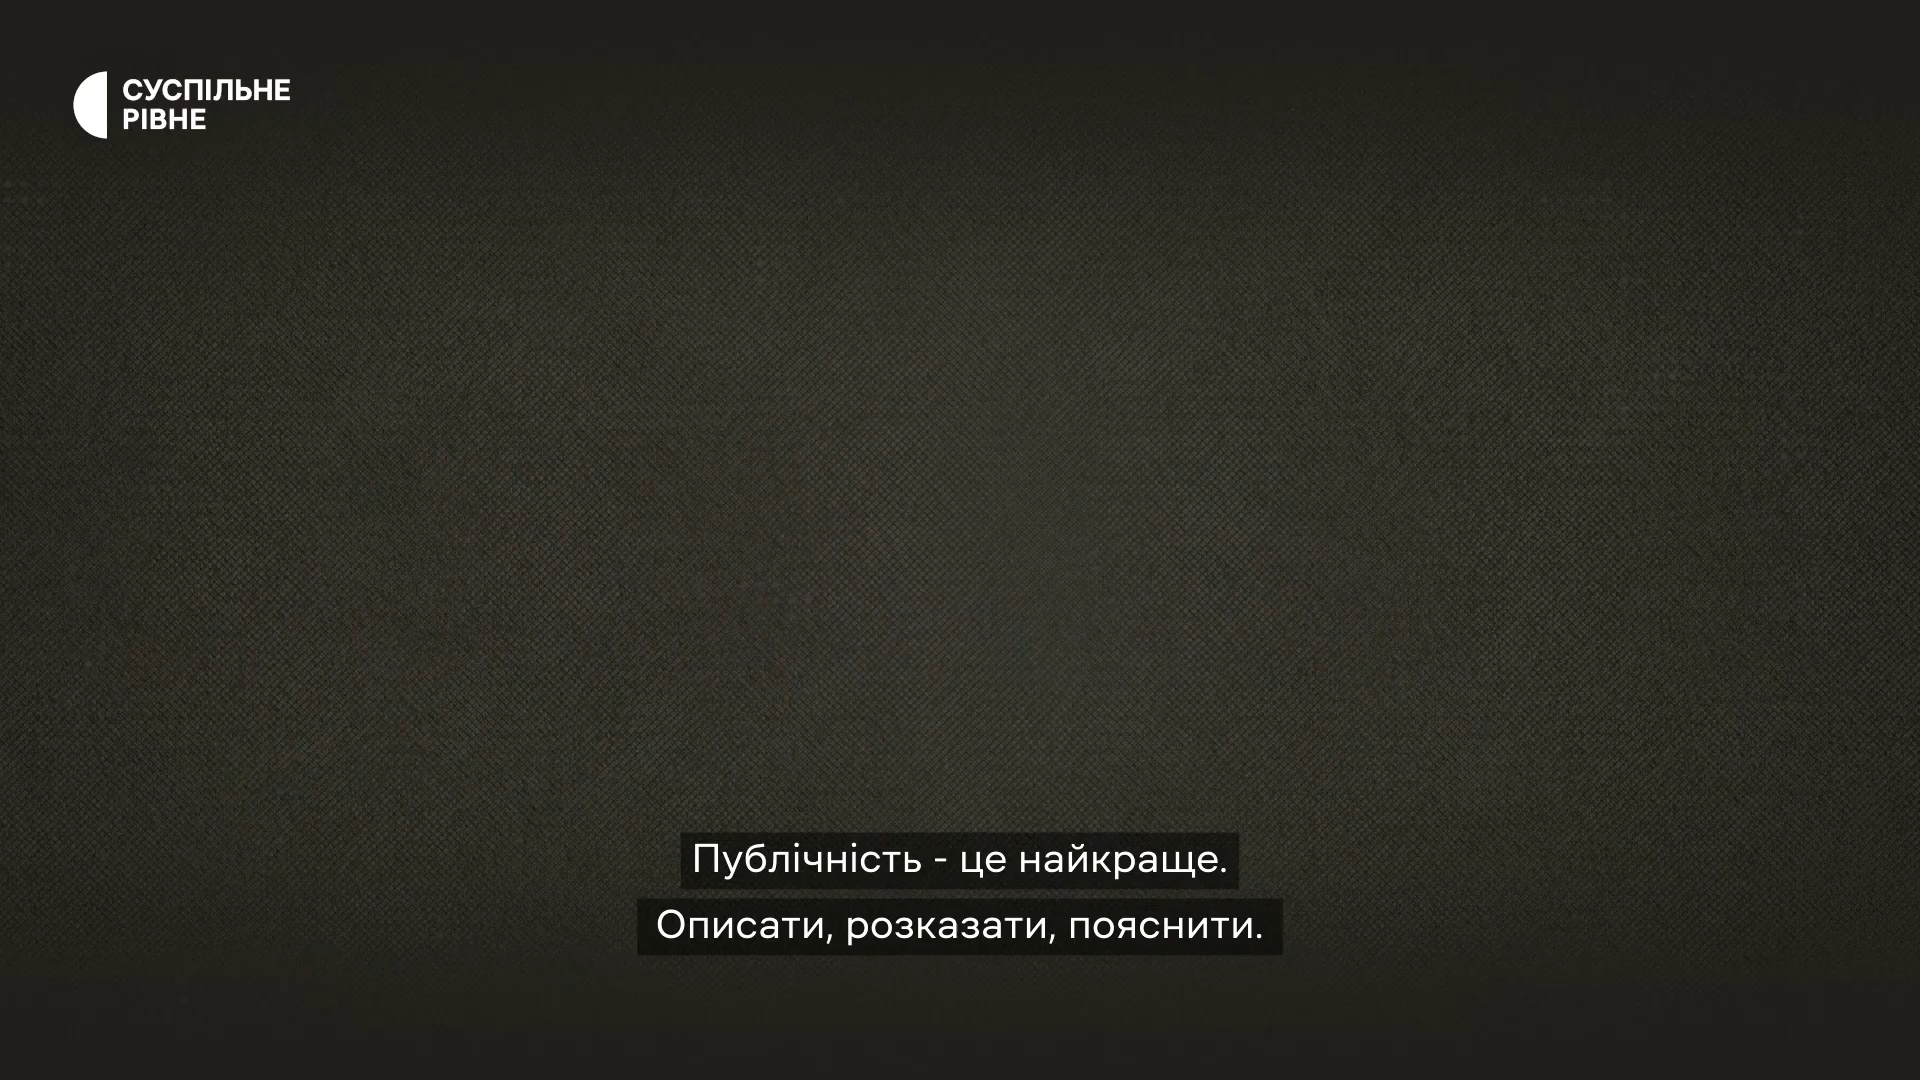 СУСПІЛЬНЕ
РІВНЕ
Публічність - це найкраще.
Описати, розказати, пояснити.